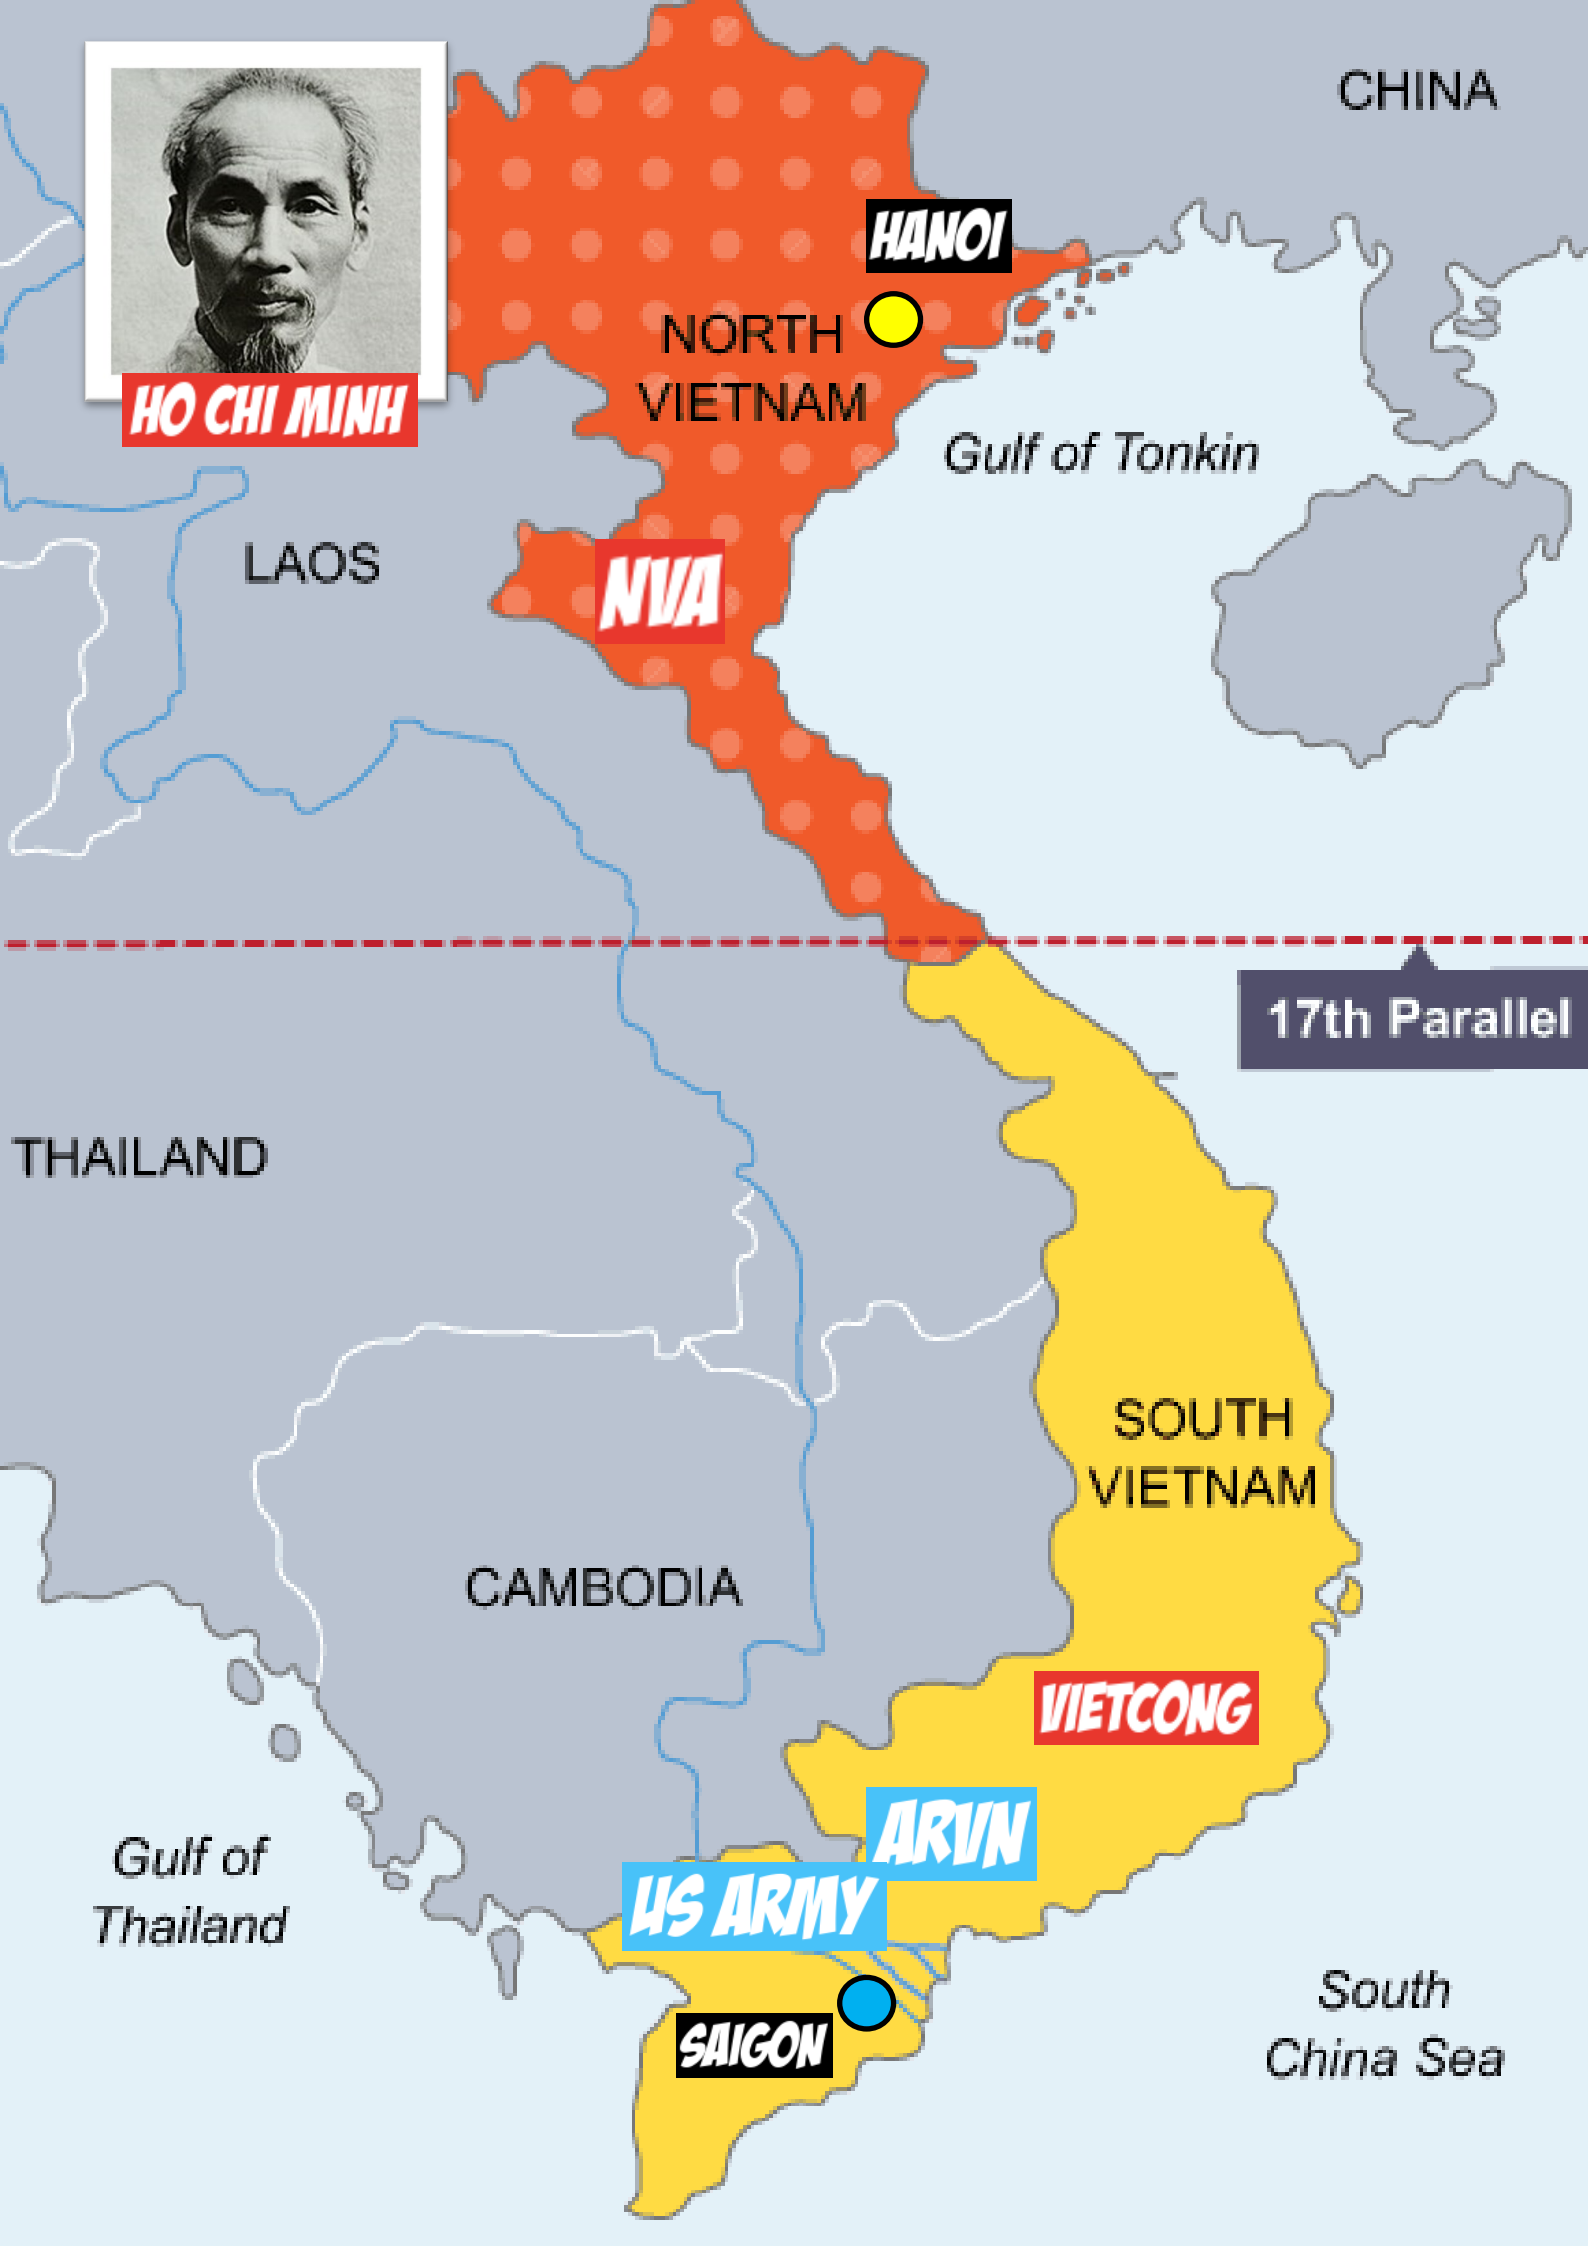 CHINA
HANOI
NORTH
VIETNAM
HO CHI MINH
Gulf of Tonkin
LAOS
NVA
17th Parallel
THAILAND
SOUTH
VIETNAM
CAMBODIA
VIETCONG
ARVN
US ARMY
Gulf of
Thailand
SAIGON
South
China Sea